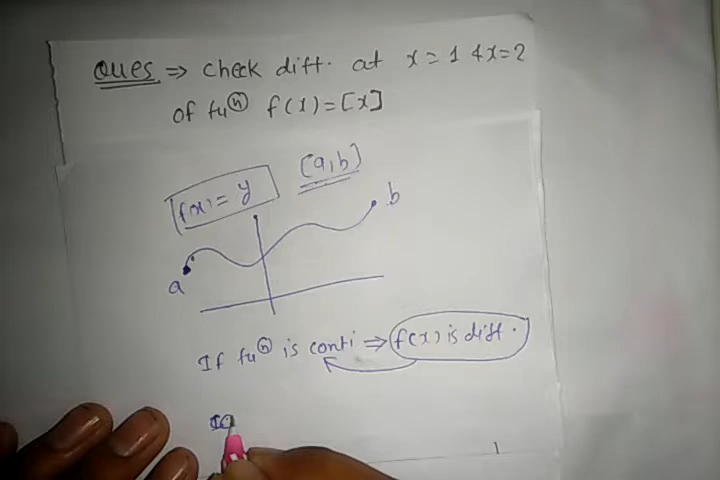 Ques ⇒ Check diff. at x = 1 & x = 2
of fuⁿ f(x) = [x]
(a,b)
f(x) = y
b
a
If fuⁿ is conti ⇒ f(x) is diff.